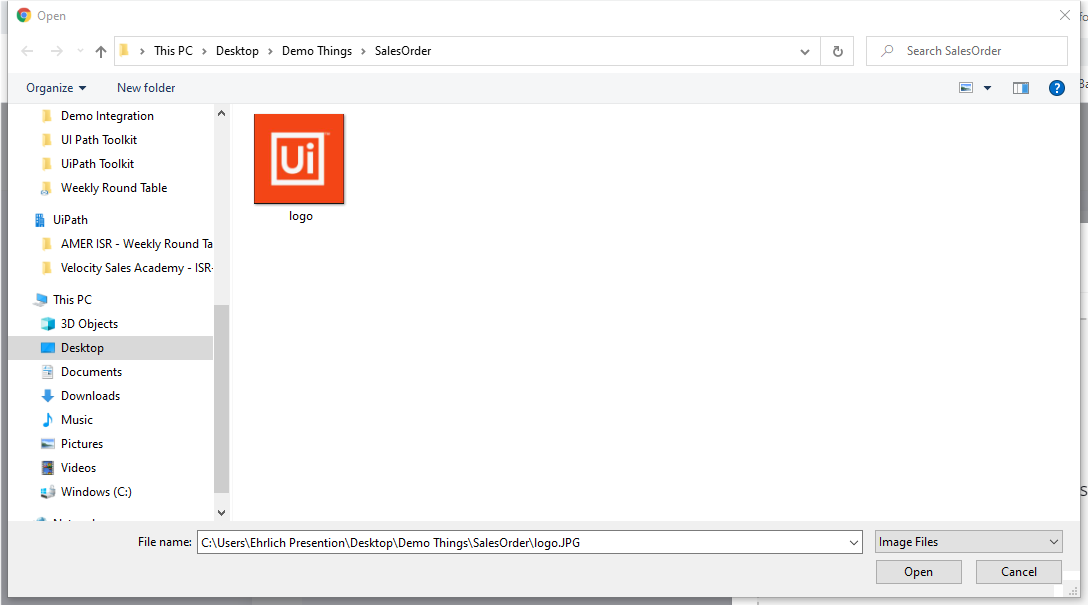 Open
This PC > Desktop > Demo Things > SalesOrder
Search SalesOrder
Organize
New folder
Demo Integration
UI Path Toolkit
UiPath Toolkit
Weekly Round Table
UiPath
AMER ISR - Weekly Round Ta
Velocity Sales Academy - ISR-
This PC
3D Objects
Desktop
Documents
Downloads
Music
Pictures
Videos
Windows (C:)
Ui
logo
File name: C:\Users\Ehrlich Presention\Desktop\Demo Things\SalesOrder\logo.JPG
Image Files
Open
Cancel